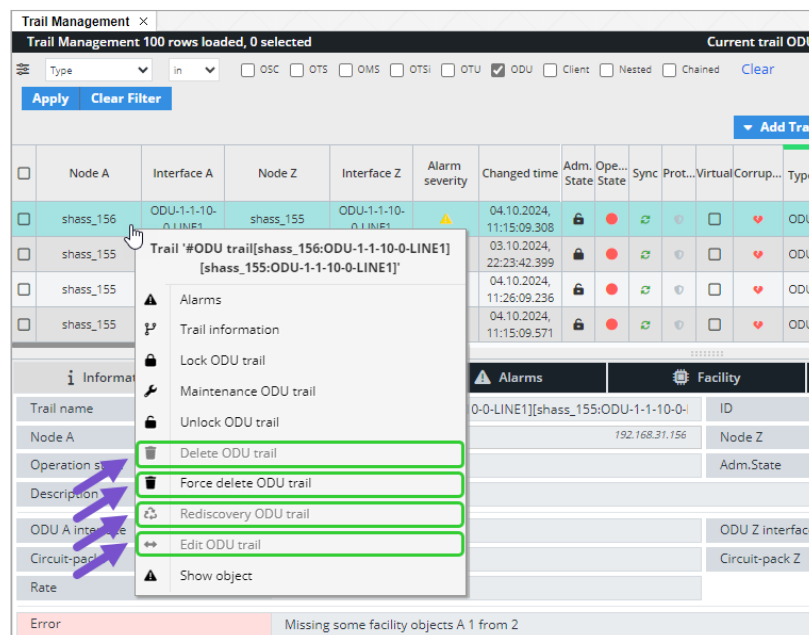 Trail Management ×
Trail Management 100 rows loaded, 0 selected
Current trail ODU
Type in OSC OTS OMS OTSi OTU ODU Client Nested Chained Clear
Apply Clear Filter
Add Tra
Node A Interface A Node Z Interface Z Alarm severity Changed time Adm. State Ope... State Sync Prot... Virtual Corrup... Typ
shass_156 ODU-1-1-10-0-LINE1 shass_155 ODU-1-1-10-0-LINE1 04.10.2024, 11:15:09.308 ODU
shass_155 03.10.2024, 22:23:42.399 ODU
shass_155 04.10.2024, 11:26:09.236 ODU
shass_155 04.10.2024, 11:15:09.571 ODU
Trail '#ODU trail[shass_156:ODU-1-1-10-0-LINE1]
[shass_155:ODU-1-1-10-0-LINE1]'
Alarms
Trail information
Lock ODU trail
Maintenance ODU trail
Unlock ODU trail
Delete ODU trail
Force delete ODU trail
Rediscovery ODU trail
Edit ODU trail
Show object
Informat Alarms Facility
Trail name 0-0-LINE1][shass_155:ODU-1-1-10-0- ID
Node A 192.168.31.156 Node Z
Operation Adm.State
Description
ODU A ODU Z interfac
Circuit-pack Circuit-pack Z
Rate
Error Missing some facility objects A 1 from 2